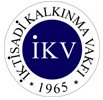 İKTİSADİ KALKINMA VAKFI
İKV
• 1965 •